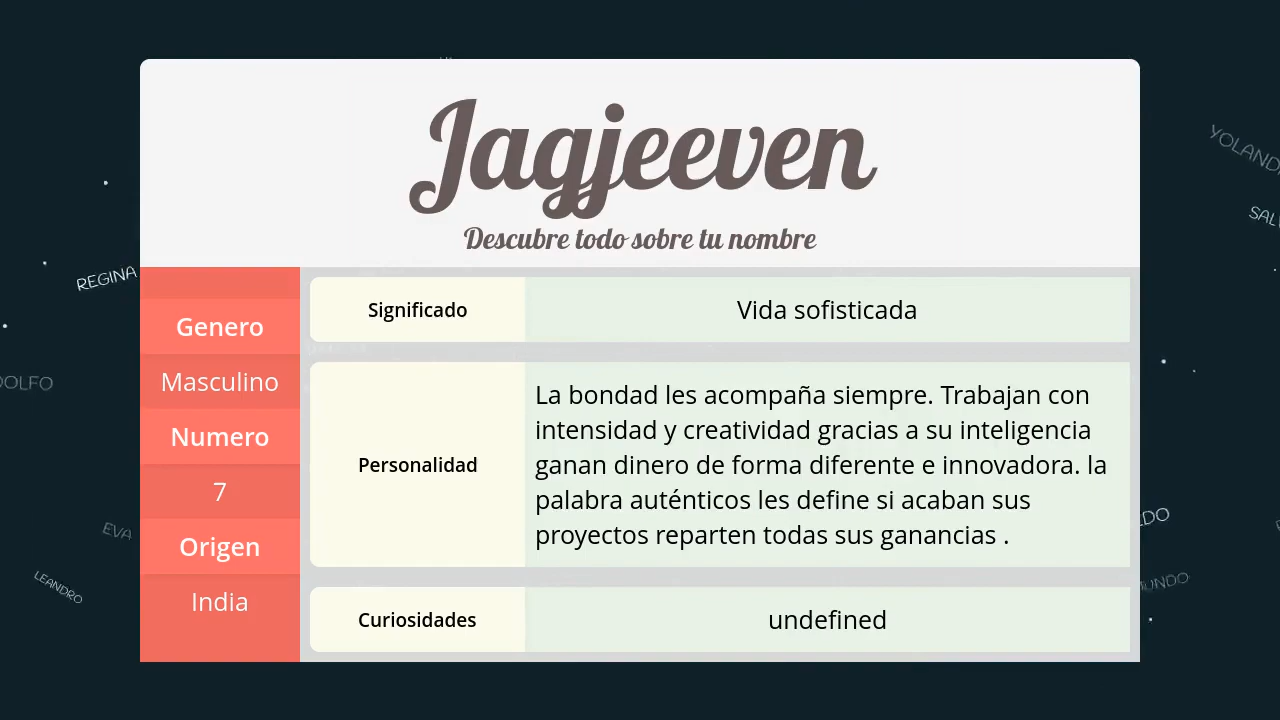 Jagjeeven
Descubre todo sobre tu nombre
Genero
Masculino
Numero
7
Origen
India
Significado
Vida sofisticada
Personalidad
La bondad les acompaña siempre. Trabajan con
intensidad y creatividad gracias a su inteligencia
ganan dinero de forma diferente e innovadora. la
palabra auténticos les define si acaban sus
proyectos reparten todas sus ganancias .
Curiosidades
undefined
REGINA
EVA
LEANDRO